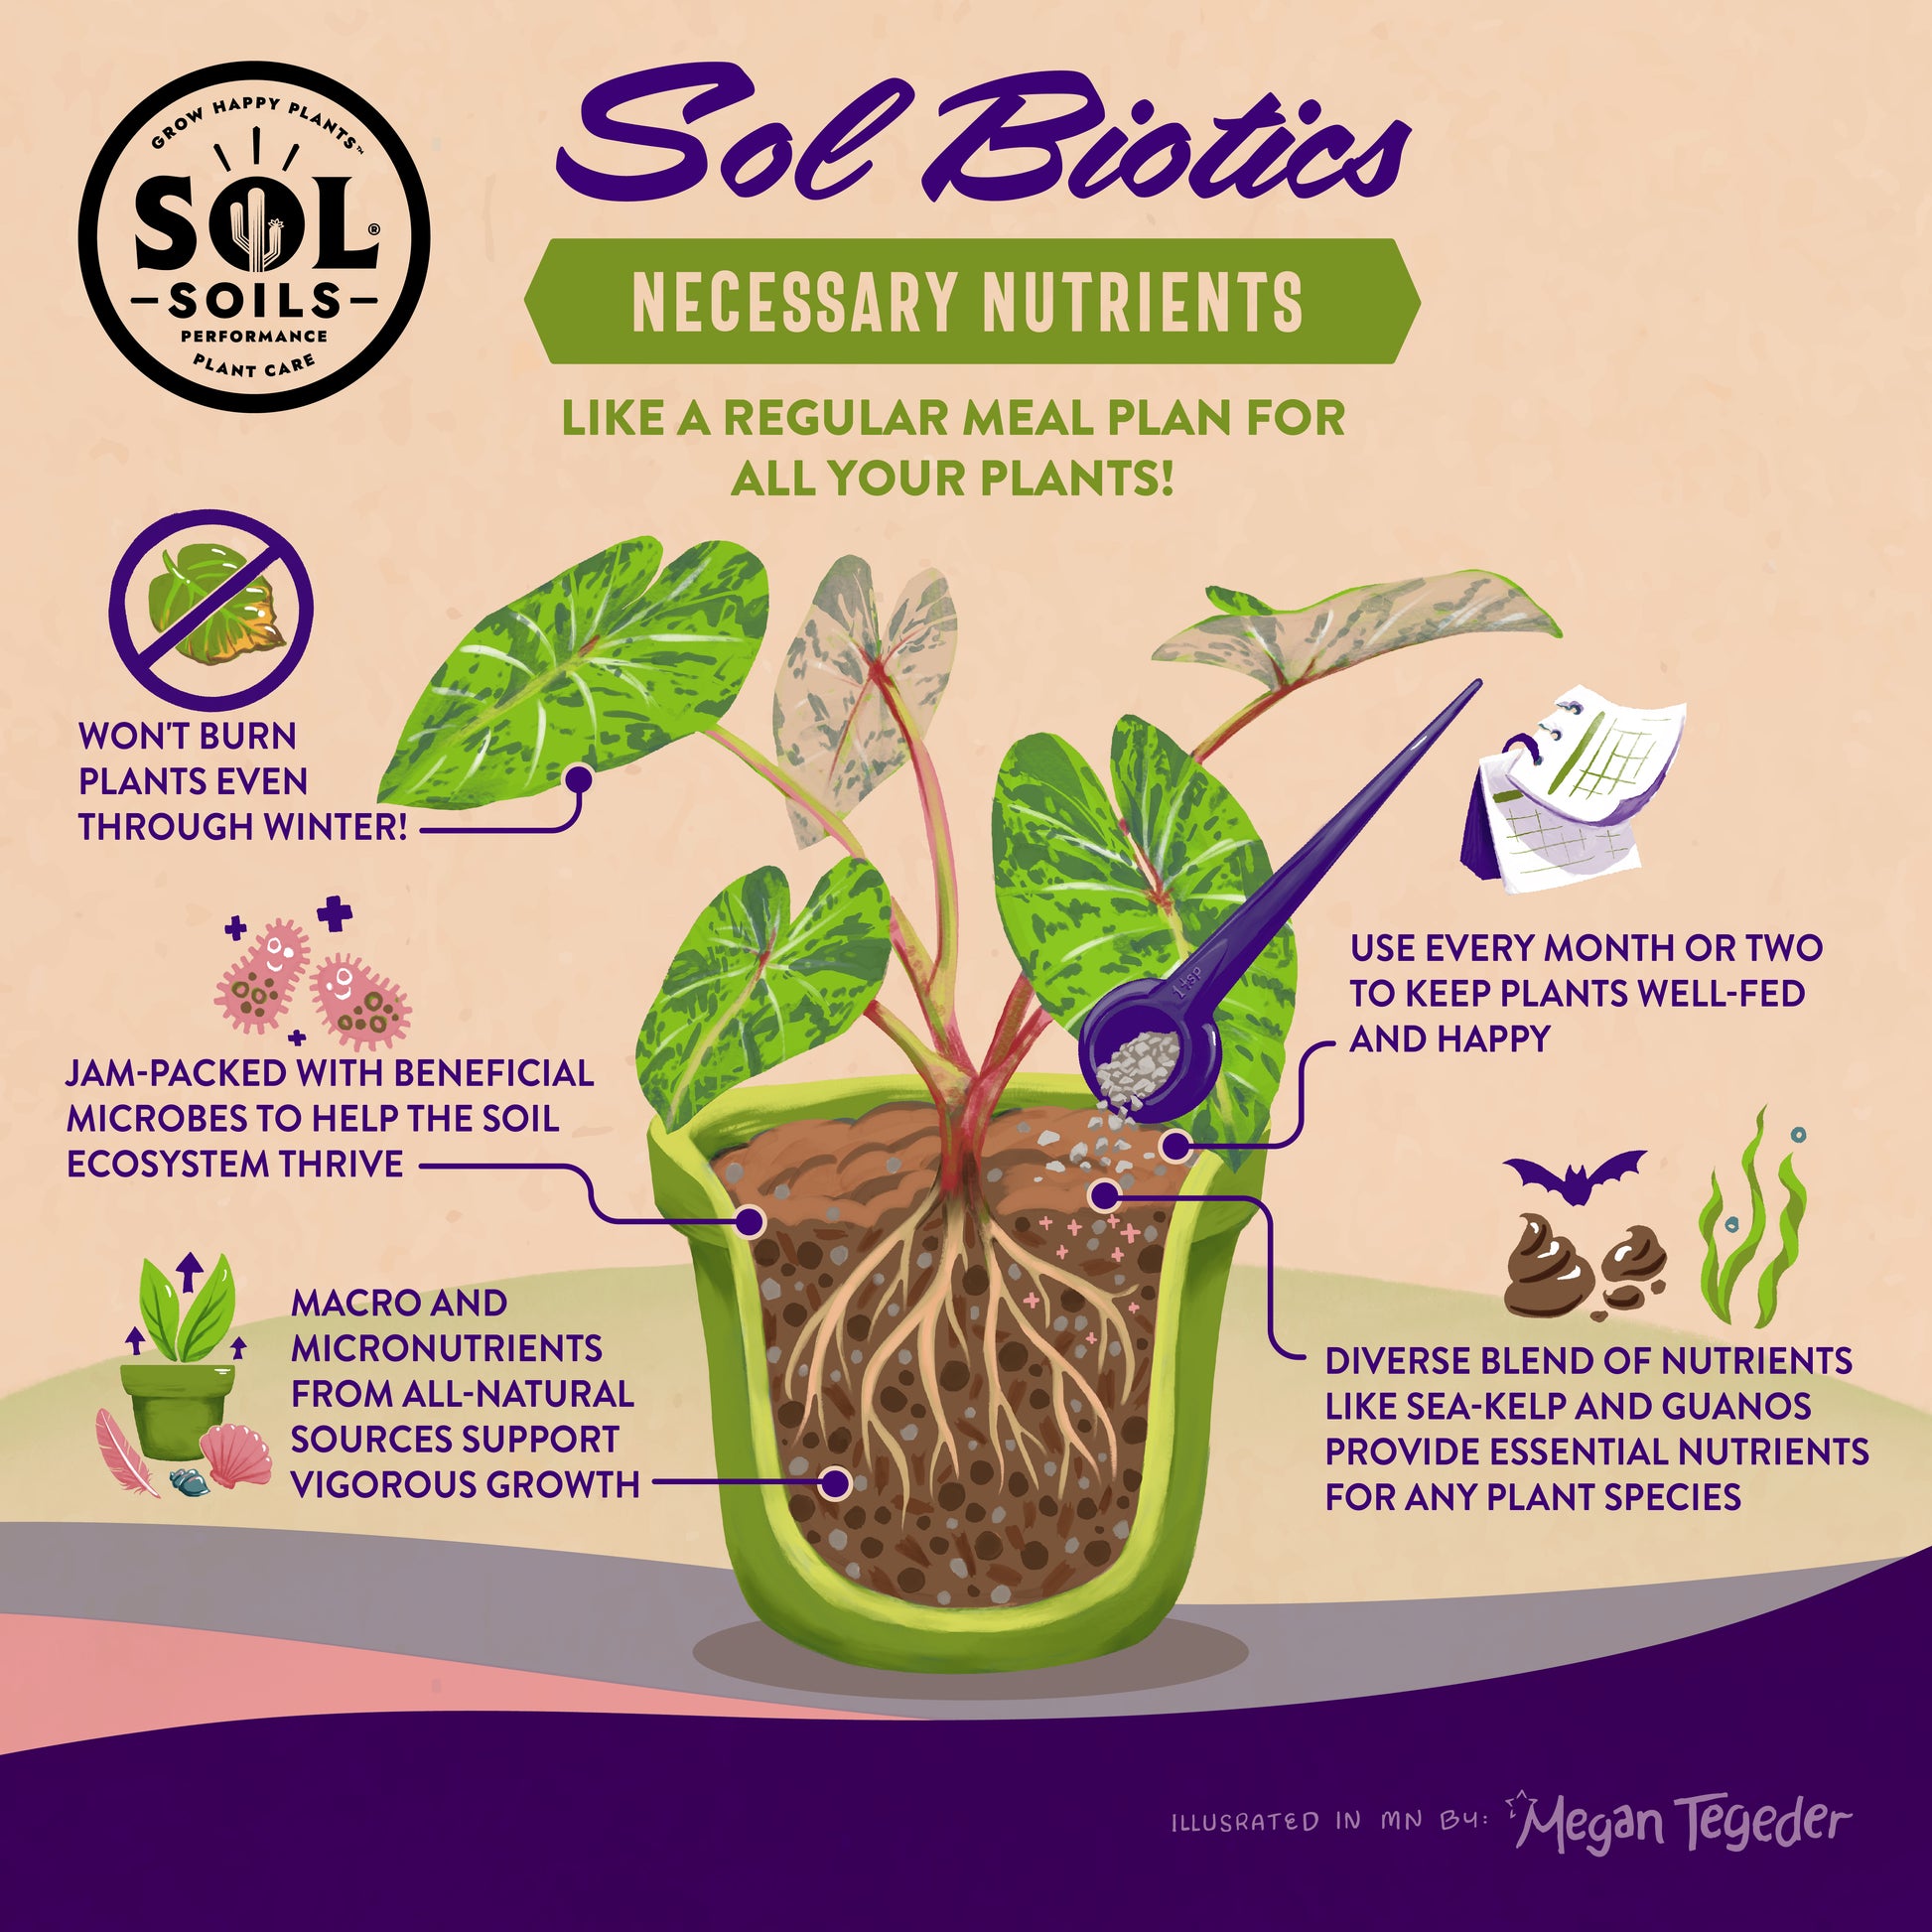 GROW HAPPY PLANTS™
SOL®
SOILS
PERFORMANCE
PLANT CARE
Sol Biotics
NECESSARY NUTRIENTS
LIKE A REGULAR MEAL PLAN FOR
ALL YOUR PLANTS!
WON'T BURN
PLANTS EVEN
THROUGH WINTER!
1 tsp
USE EVERY MONTH OR TWO
TO KEEP PLANTS WELL-FED
AND HAPPY
JAM-PACKED WITH BENEFICIAL
MICROBES TO HELP THE SOIL
ECOSYSTEM THRIVE
MACRO AND
MICRONUTRIENTS
FROM ALL-NATURAL
SOURCES SUPPORT
VIGOROUS GROWTH
DIVERSE BLEND OF NUTRIENTS
LIKE SEA-KELP AND GUANOS
PROVIDE ESSENTIAL NUTRIENTS
FOR ANY PLANT SPECIES
ILLUSRATED IN MN BY: Megan Tegeder